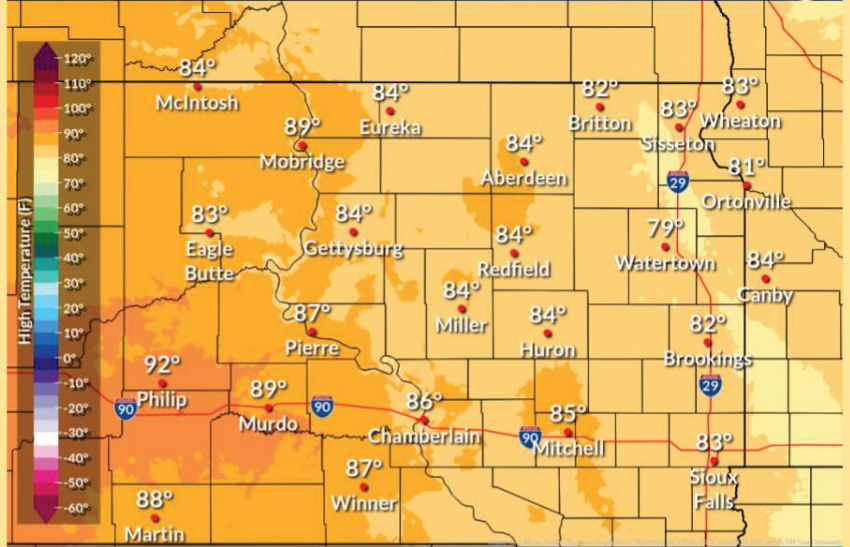 High Temperature (F)
120°
110°
100°
90°
80°
70°
60°
50°
40°
30°
20°
10°
0°
-10°
-20°
-30°
-40°
-50°
-60°
84°
McIntosh
84°
Eureka
82°
Britton
83°
Sisseton
83°
Wheaton
89°
Mobridge
84°
Aberdeen
81°
Ortonville
29
83°
Eagle
Butte
84°
Gettysburg
84°
Redfield
79°
Watertown
84°
Canby
84°
Miller
87°
Pierre
84°
Huron
82°
Brookings
29
92°
Philip
90
89°
Murdo
90
86°
Chamberlain
90
85°
Mitchell
83°
Sioux
Falls
87°
Winner
88°
Martin